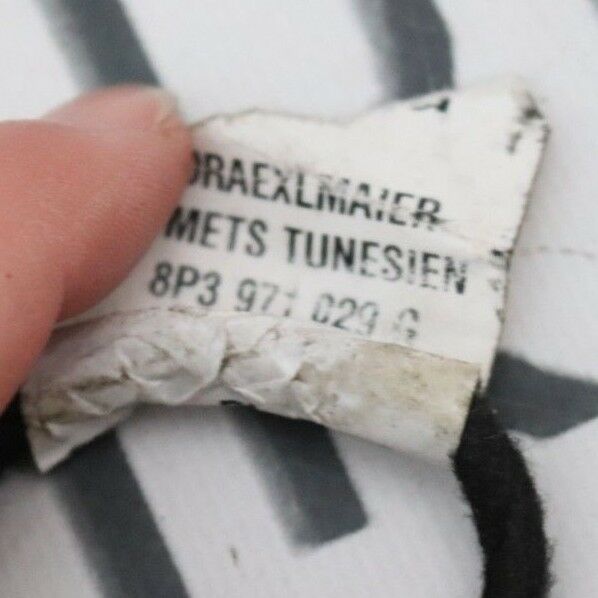 DRAEXLMAIER
METS TUNESIEN
8P3 971 029 G